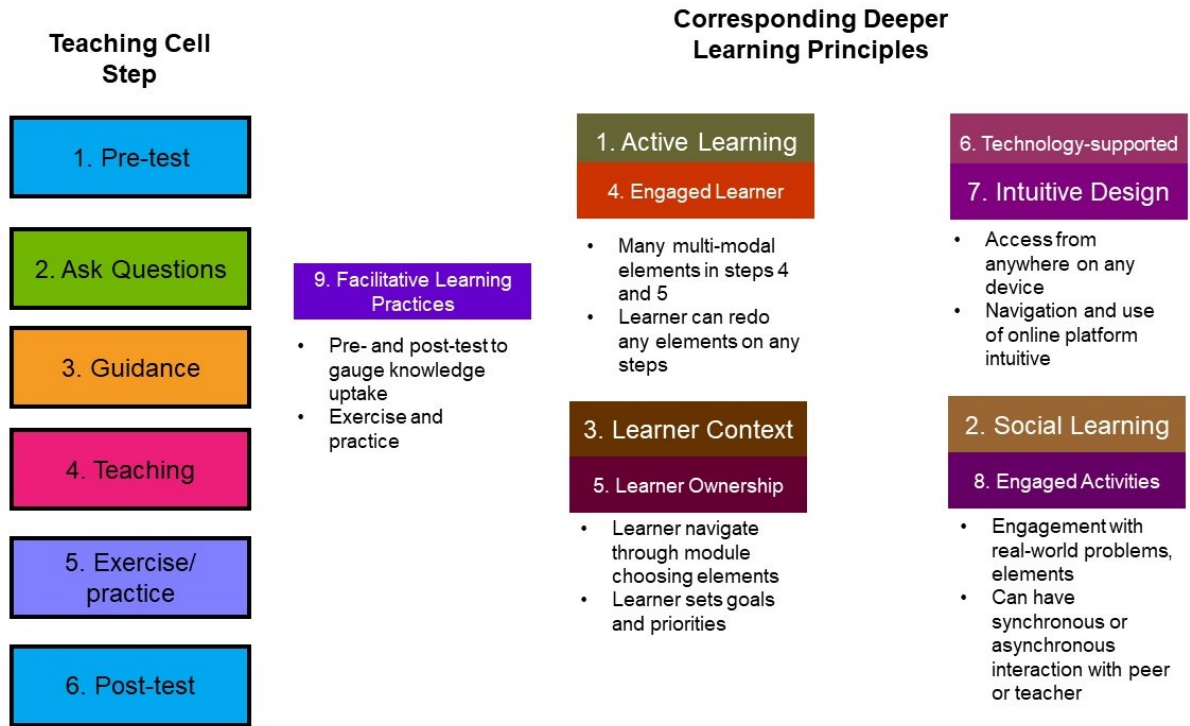 Teaching Cell
Step
1. Pre-test
2. Ask Questions
3. Guidance
4. Teaching
5. Exercise/
practice
6. Post-test
Corresponding Deeper
Learning Principles
9. Facilitative Learning
Practices
• Pre- and post-test to
gauge knowledge
uptake
• Exercise and
practice
1. Active Learning
4. Engaged Learner
• Many multi-modal
elements in steps 4
and 5
• Learner can redo
any elements on any
steps
3. Learner Context
5. Learner Ownership
• Learner navigate
through module
choosing elements
• Learner sets goals
and priorities
6. Technology-supported
7. Intuitive Design
• Access from
anywhere on any
device
• Navigation and use
of online platform
intuitive
2. Social Learning
8. Engaged Activities
• Engagement with
real-world problems,
elements
• Can have
synchronous or
asynchronous
interaction with peer
or teacher